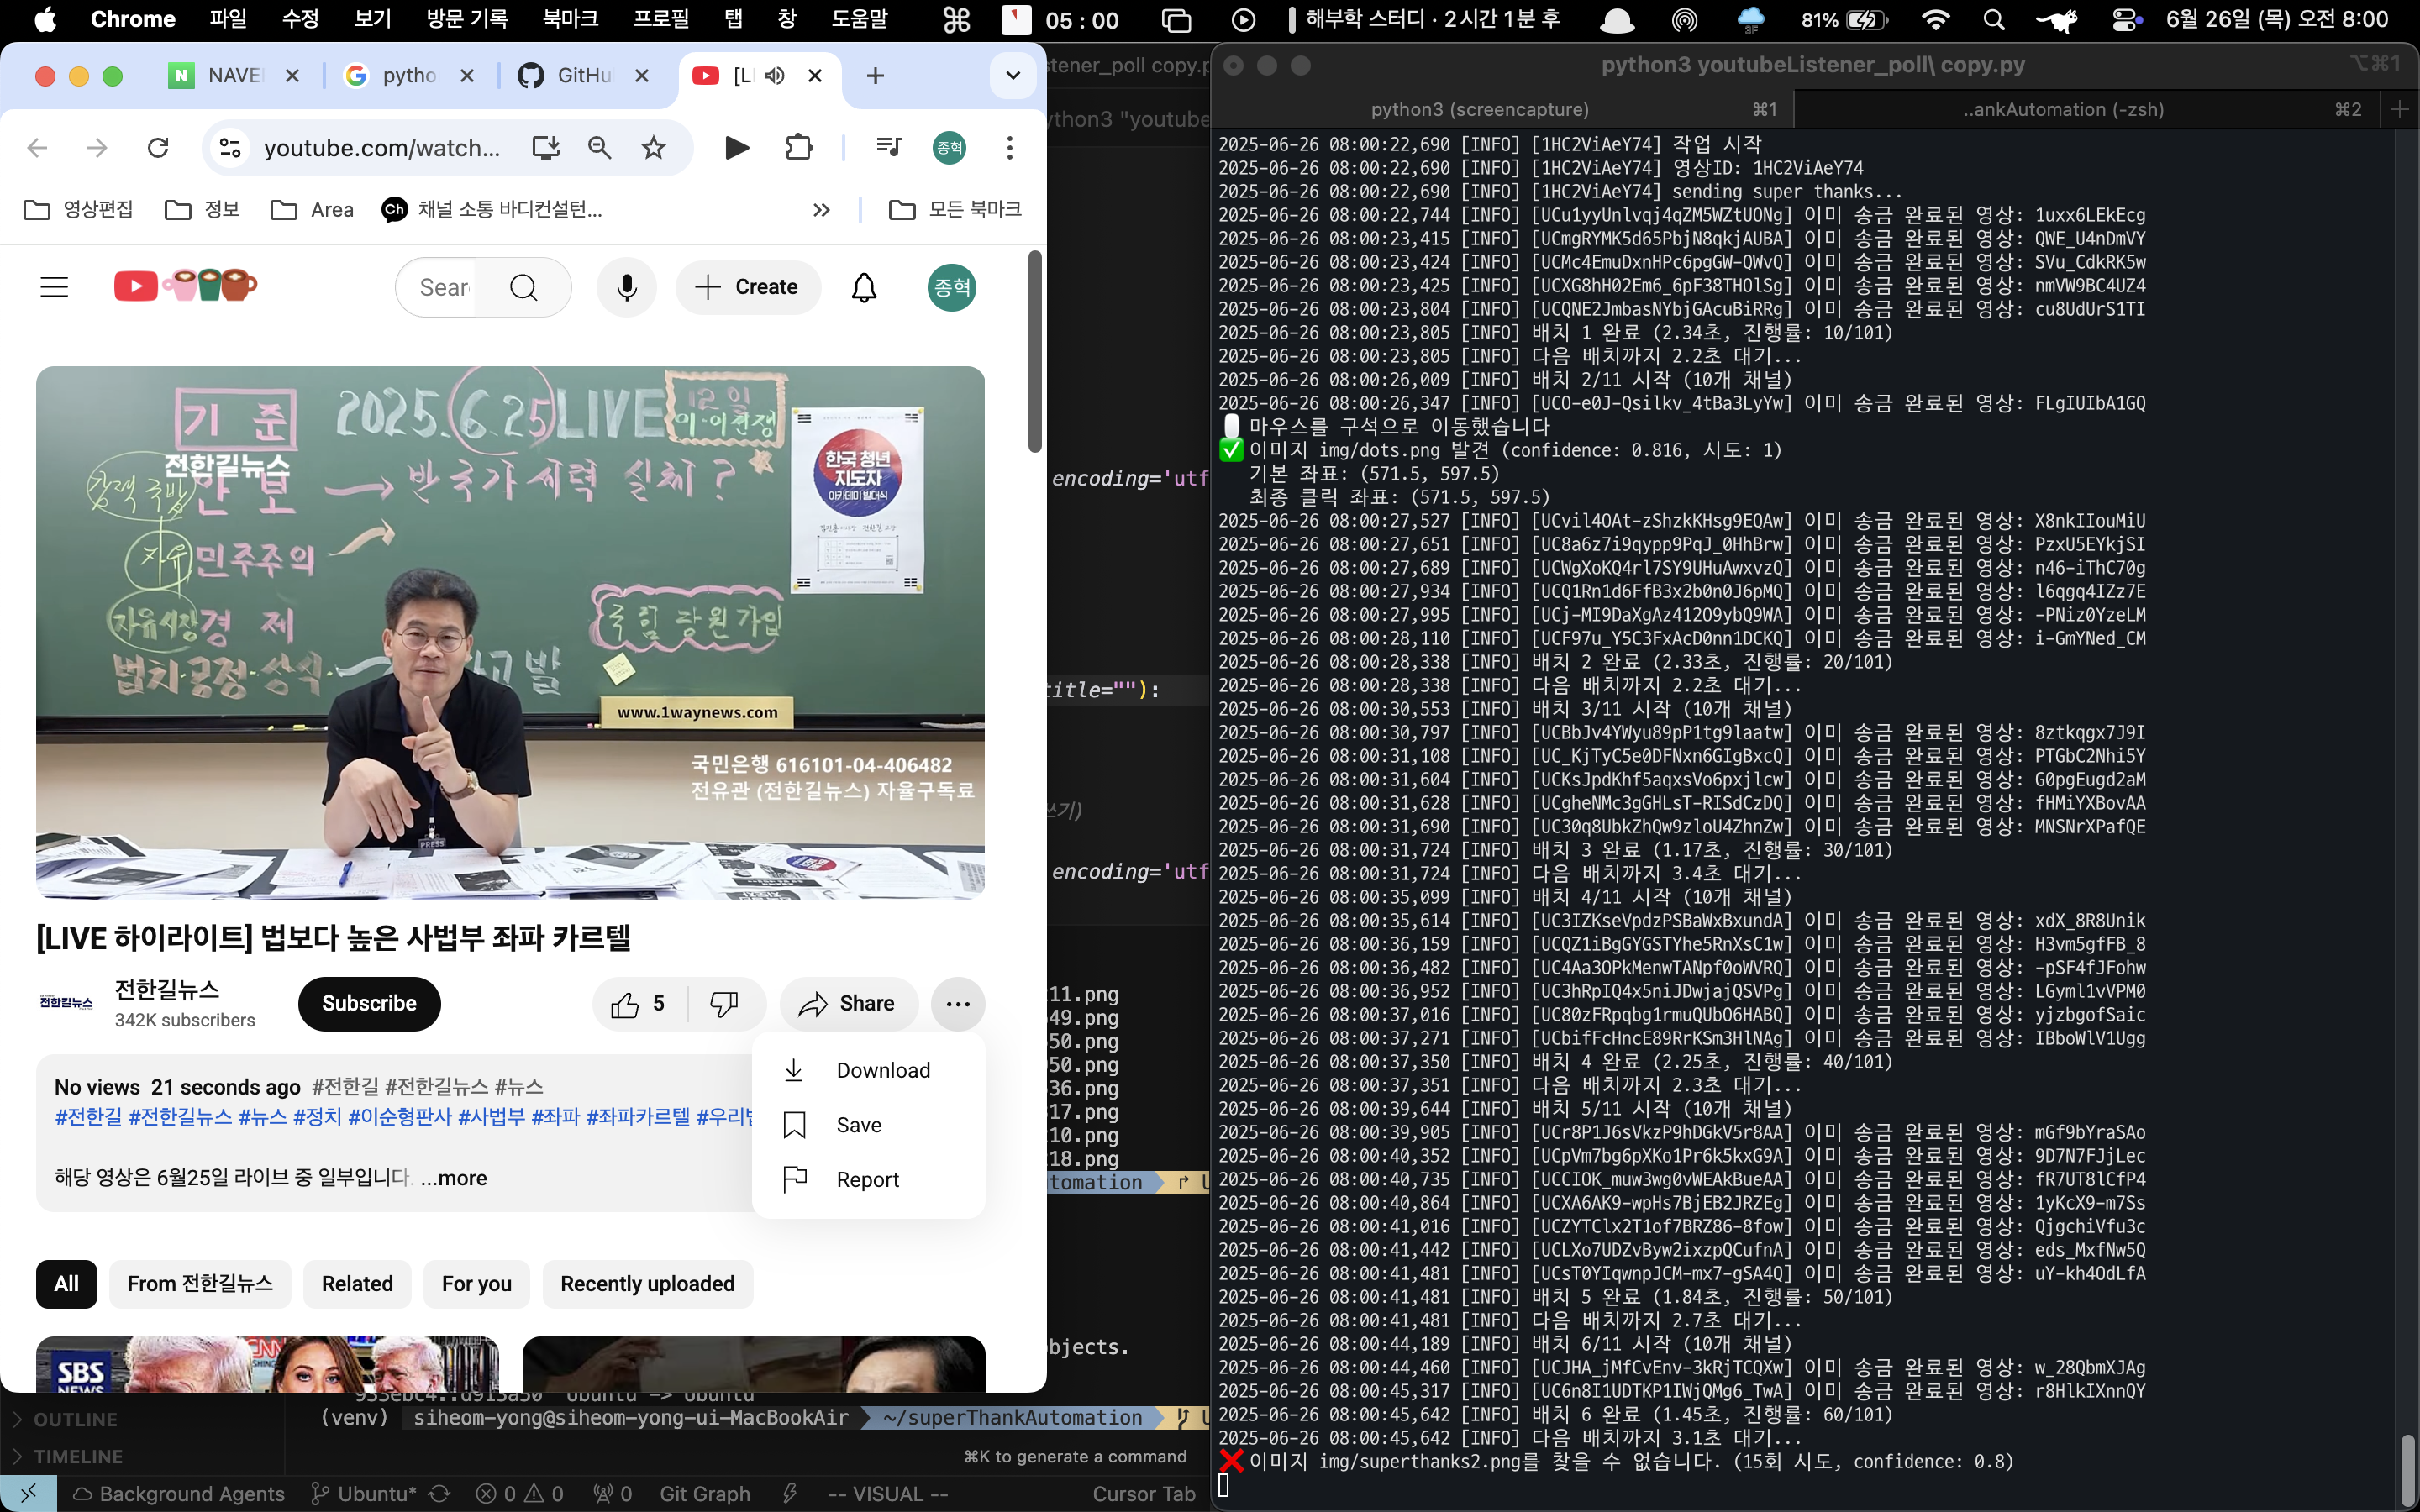 Chrome 파일 수정 보기 방문 기록 북마크 프로필 탭 창 도움말 05 : 00 해부학 스터디 · 2시간 1분 후 3F 81% 6월 26일 (목) 오전 8:00
NAVE
pytho
GitHu
[L
youtube.com/watch...
종혁
영상편집 정보 Area 채널 소통 바디컨설턴... 모든 북마크
Sear
Create
종혁
기 준 2025.6.25 LIVE 12일 이·이전쟁
전한길뉴스
안보 → 반국가세력 실체?
자유 민주주의
자유시장 경제
법치·공정·상식·
고발
국힘 당원가입
한국 청년
지도자
아카데미 발대식
www.1waynews.com
국민은행 616101-04-406482
전유관 (전한길뉴스) 자율구독료
PRESS
[LIVE 하이라이트] 법보다 높은 사법부 좌파 카르텔
전한길뉴스
전한길뉴스
342K subscribers
Subscribe
5
Share
Download
Save
Report
No views 21 seconds ago #전한길 #전한길뉴스 #뉴스
#전한길 #전한길뉴스 #뉴스 #정치 #이순형판사 #사법부 #좌파 #좌파카르텔 #우리법
해당 영상은 6월25일 라이브 중 일부입니다. ...more
All From 전한길뉴스 Related For you Recently uploaded
SBS
NEWS
CNN
stener_poll copy.p
ython3 "youtube
encoding='utf
title=""):
쓰기)
encoding='utf
11.png
49.png
50.png
50.png
36.png
17.png
10.png
18.png
tomation
bjects.
933ebc4..d913a50 Ubuntu -> Ubuntu
(venv) siheom-yong@siheom-yong-ui-MacBookAir ~/superThankAutomation
⌘K to generate a command
OUTLINE
TIMELINE
Background Agents Ubuntu* 0 0 0 Git Graph -- VISUAL -- Cursor Tab
python3 youtubeListener_poll\ copy.py ⌥⌘1
python3 (screencapture) ⌘1 ..ankAutomation (-zsh) ⌘2
2025-06-26 08:00:22,690 [INFO] [1HC2ViAeY74] 작업 시작
2025-06-26 08:00:22,690 [INFO] [1HC2ViAeY74] 영상ID: 1HC2ViAeY74
2025-06-26 08:00:22,690 [INFO] [1HC2ViAeY74] sending super thanks...
2025-06-26 08:00:22,744 [INFO] [UCu1yyUnlvqj4qZM5WZtUONg] 이미 송금 완료된 영상: 1uxx6LEkEcg
2025-06-26 08:00:23,415 [INFO] [UCmgRYMK5d65PbjN8qkjAUBA] 이미 송금 완료된 영상: QWE_U4nDmVY
2025-06-26 08:00:23,424 [INFO] [UCMc4EmuDxnHPc6pgGW-QWvQ] 이미 송금 완료된 영상: SVu_CdkRK5w
2025-06-26 08:00:23,425 [INFO] [UCXG8hH02Em6_6pF38THOlSg] 이미 송금 완료된 영상: nmVW9BC4UZ4
2025-06-26 08:00:23,804 [INFO] [UCQNE2JmbasNYbjGAcuBiRRg] 이미 송금 완료된 영상: cu8UdUrS1TI
2025-06-26 08:00:23,805 [INFO] 배치 1 완료 (2.34초, 진행률: 10/101)
2025-06-26 08:00:23,805 [INFO] 다음 배치까지 2.2초 대기...
2025-06-26 08:00:26,009 [INFO] 배치 2/11 시작 (10개 채널)
2025-06-26 08:00:26,347 [INFO] [UCO-e0J-Qsilkv_4tBa3LyYw] 이미 송금 완료된 영상: FLgIUIbA1GQ
마우스를 구석으로 이동했습니다
✅ 이미지 img/dots.png 발견 (confidence: 0.816, 시도: 1)
기본 좌표: (571.5, 597.5)
최종 클릭 좌표: (571.5, 597.5)
2025-06-26 08:00:27,527 [INFO] [UCvil4OAt-zShzkKHsg9EQAw] 이미 송금 완료된 영상: X8nkIIouMiU
2025-06-26 08:00:27,651 [INFO] [UC8a6z7i9qypp9PqJ_0HhBrw] 이미 송금 완료된 영상: PzxU5EYkjSI
2025-06-26 08:00:27,689 [INFO] [UCWgXoKQ4rl7SY9UHuAwxvzQ] 이미 송금 완료된 영상: n46-iThC70g
2025-06-26 08:00:27,934 [INFO] [UCQ1Rn1d6FfB3x2b0n0J6pMQ] 이미 송금 완료된 영상: l6qgq4IZz7E
2025-06-26 08:00:27,995 [INFO] [UCj-MI9DaXgAz412O9ybQ9WA] 이미 송금 완료된 영상: -PNiz0YzeLM
2025-06-26 08:00:28,110 [INFO] [UCF97u_Y5C3FxAcD0nn1DCKQ] 이미 송금 완료된 영상: i-GmYNed_CM
2025-06-26 08:00:28,338 [INFO] 배치 2 완료 (2.33초, 진행률: 20/101)
2025-06-26 08:00:28,338 [INFO] 다음 배치까지 2.2초 대기...
2025-06-26 08:00:30,553 [INFO] 배치 3/11 시작 (10개 채널)
2025-06-26 08:00:30,797 [INFO] [UCBbJv4YWyu89pP1tg9laatw] 이미 송금 완료된 영상: 8ztkqgx7J9I
2025-06-26 08:00:31,108 [INFO] [UC_KjTyC5e0DFNxn6GIgBxcQ] 이미 송금 완료된 영상: PTGbC2Nhi5Y
2025-06-26 08:00:31,604 [INFO] [UCKsJpdKhf5aqxsVo6pxjlcw] 이미 송금 완료된 영상: G0pgEugd2aM
2025-06-26 08:00:31,628 [INFO] [UCgheNMc3gGHLsT-RISdCzDQ] 이미 송금 완료된 영상: fHMiYXBovAA
2025-06-26 08:00:31,690 [INFO] [UC30q8UbkZhQw9zloU4ZhnZw] 이미 송금 완료된 영상: MNSNrXPafQE
2025-06-26 08:00:31,724 [INFO] 배치 3 완료 (1.17초, 진행률: 30/101)
2025-06-26 08:00:31,724 [INFO] 다음 배치까지 3.4초 대기...
2025-06-26 08:00:35,099 [INFO] 배치 4/11 시작 (10개 채널)
2025-06-26 08:00:35,614 [INFO] [UC3IZKseVpdzPSBaWxBxundA] 이미 송금 완료된 영상: xdX_8R8Unik
2025-06-26 08:00:36,159 [INFO] [UCQZ1iBgGYGSTYhe5RnXsC1w] 이미 송금 완료된 영상: H3vm5gfFB_8
2025-06-26 08:00:36,482 [INFO] [UC4Aa3OPkMenwTANpf0oWVRQ] 이미 송금 완료된 영상: -pSF4fJFohw
2025-06-26 08:00:36,952 [INFO] [UC3hRpIQ4x5niJDwjajQSVPg] 이미 송금 완료된 영상: LGyml1vVPM0
2025-06-26 08:00:37,016 [INFO] [UC80zFRpqbg1rmuQUbO6HABQ] 이미 송금 완료된 영상: yjzbgofSaic
2025-06-26 08:00:37,271 [INFO] [UCbifFcHncE89RrKSm3HlNAg] 이미 송금 완료된 영상: IBboWlV1Ugg
2025-06-26 08:00:37,350 [INFO] 배치 4 완료 (2.25초, 진행률: 40/101)
2025-06-26 08:00:37,351 [INFO] 다음 배치까지 2.3초 대기...
2025-06-26 08:00:39,644 [INFO] 배치 5/11 시작 (10개 채널)
2025-06-26 08:00:39,905 [INFO] [UCr8P1J6sVkzP9hDGkV5r8AA] 이미 송금 완료된 영상: mGf9bYraSAo
2025-06-26 08:00:40,352 [INFO] [UCpVm7bg6pXKo1Pr6k5kxG9A] 이미 송금 완료된 영상: 9D7N7FJjLec
2025-06-26 08:00:40,735 [INFO] [UCCIOK_muw3wg0vWEAkBueAA] 이미 송금 완료된 영상: fR7UT8lCfP4
2025-06-26 08:00:40,864 [INFO] [UCXA6AK9-wpHs7BjEB2JRZEg] 이미 송금 완료된 영상: 1yKcX9-m7Ss
2025-06-26 08:00:41,016 [INFO] [UCZYTClx2T1of7BRZ86-8fow] 이미 송금 완료된 영상: QjgchiVfu3c
2025-06-26 08:00:41,442 [INFO] [UCLXo7UDZvByw2ixzpQCufnA] 이미 송금 완료된 영상: eds_MxfNw5Q
2025-06-26 08:00:41,481 [INFO] [UCsT0YIqwnpJCM-mx7-gSA4Q] 이미 송금 완료된 영상: uY-kh4OdLfA
2025-06-26 08:00:41,481 [INFO] 배치 5 완료 (1.84초, 진행률: 50/101)
2025-06-26 08:00:41,481 [INFO] 다음 배치까지 2.7초 대기...
2025-06-26 08:00:44,189 [INFO] 배치 6/11 시작 (10개 채널)
2025-06-26 08:00:44,460 [INFO] [UCJHA_jMfCvEnv-3kRjTCQXw] 이미 송금 완료된 영상: w_28QbmXJAg
2025-06-26 08:00:45,317 [INFO] [UC6n8I1UDTKP1IWjQMg6_TwA] 이미 송금 완료된 영상: r8HlkIXnnQY
2025-06-26 08:00:45,642 [INFO] 배치 6 완료 (1.45초, 진행률: 60/101)
2025-06-26 08:00:45,642 [INFO] 다음 배치까지 3.1초 대기...
❌ 이미지 img/superthanks2.png를 찾을 수 없습니다. (15회 시도, confidence: 0.8)